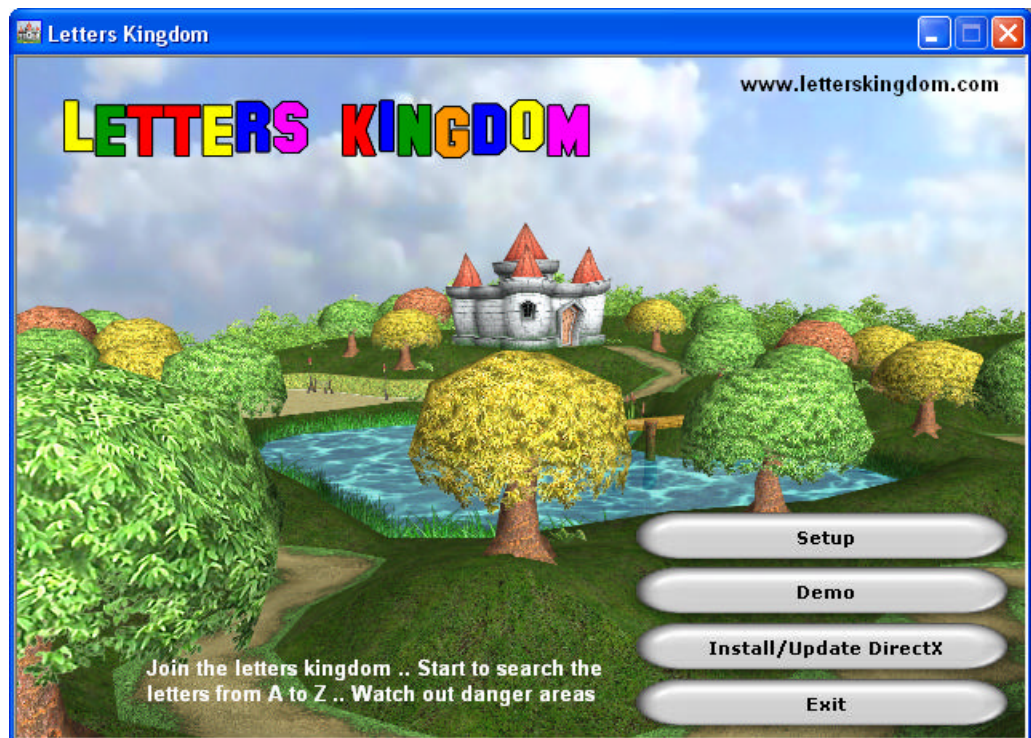 Letters Kingdom
www.letterskingdom.com
LETTERS KINGDOM
Setup
Demo
Install/Update DirectX
Join the letters kingdom .. Start to search the
letters from A to Z .. Watch out danger areas
Exit